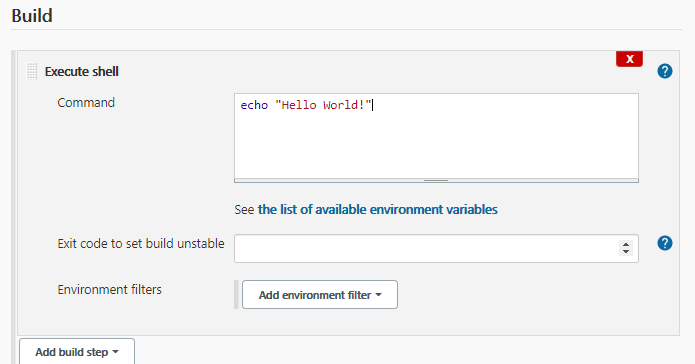 Build
X
Execute shell
?
Command
echo "Hello World!"
See the list of available environment variables
Exit code to set build unstable
?
Environment filters
Add environment filter
Add build step